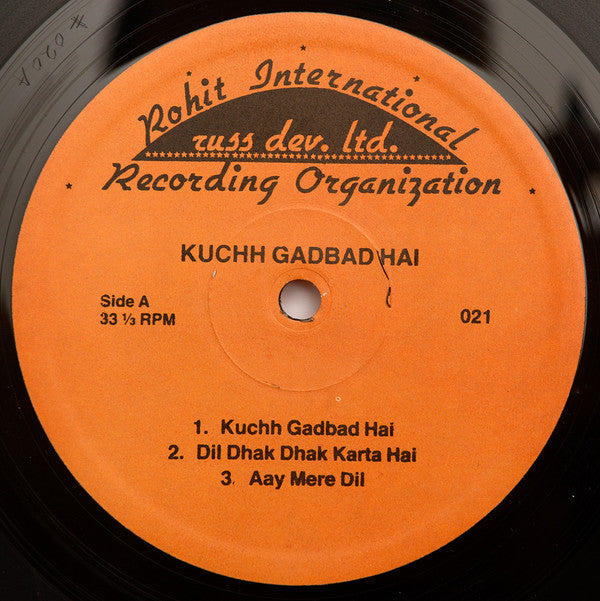 Rohit International
russ dev. ltd.
Recording Organization
KUCHH GADBAD HAI
Side A
33 ⅓ RPM
021
1. Kuchh Gadbad Hai
2. Dil Dhak Dhak Karta Hai
3. Aay Mere Dil